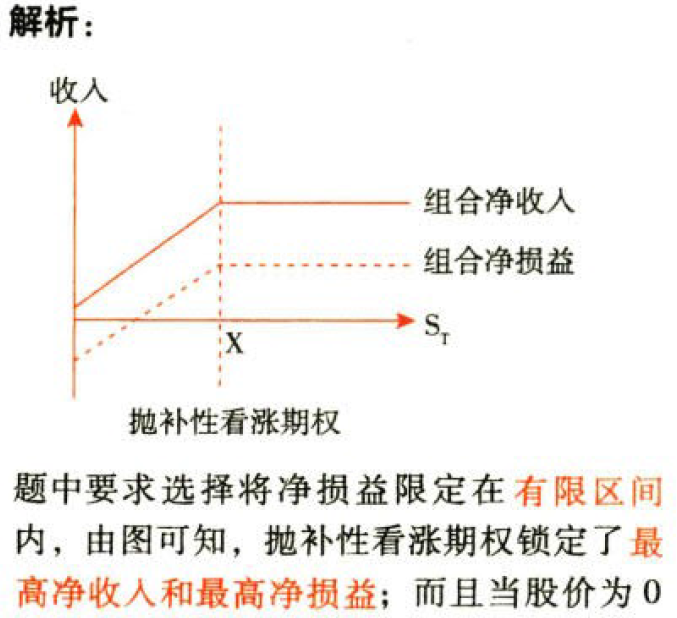 解析：
收入
组合净收入
组合净损益
X
S_T
抛补性看涨期权
题中要求选择将净损益限定在有限区间
内，由图可知，抛补性看涨期权锁定了最
高净收入和最高净损益；而且当股价为 0